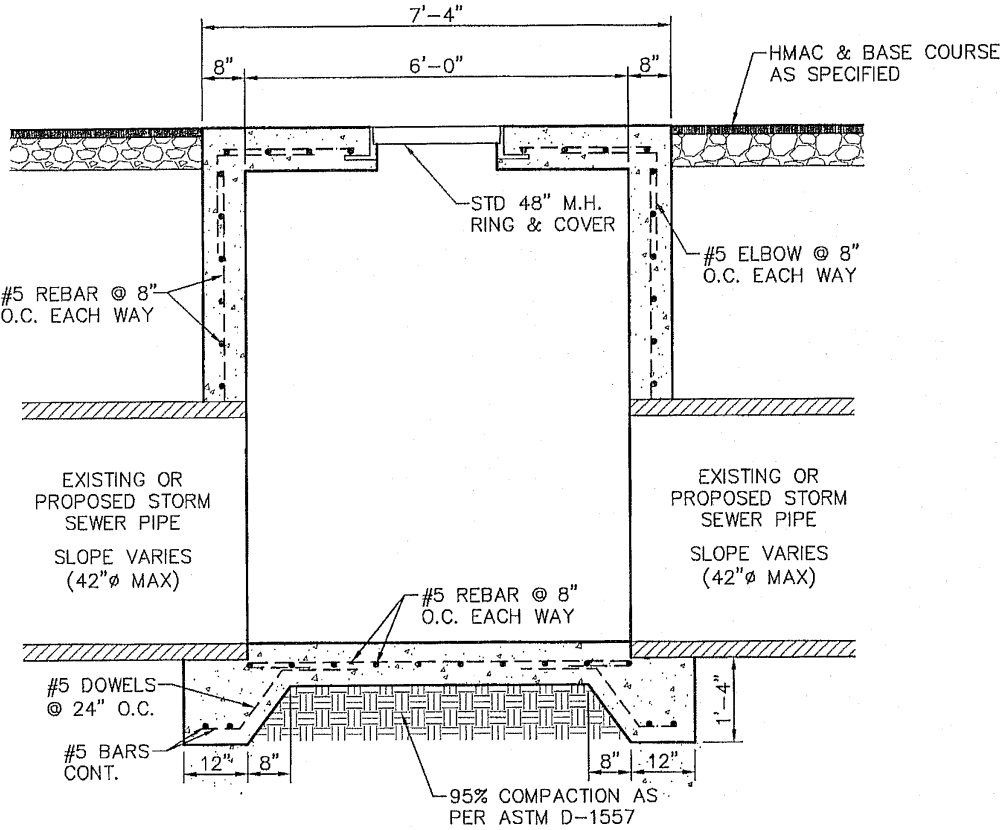 7'-4"
8"
6'-0"
8"
HMAC & BASE COURSE
AS SPECIFIED
STD 48" M.H.
RING & COVER
#5 ELBOW @ 8"
O.C. EACH WAY
#5 REBAR @ 8"
O.C. EACH WAY
EXISTING OR
PROPOSED STORM
SEWER PIPE
SLOPE VARIES
(42"ø MAX)
EXISTING OR
PROPOSED STORM
SEWER PIPE
SLOPE VARIES
(42"ø MAX)
#5 REBAR @ 8"
O.C. EACH WAY
#5 DOWELS
@ 24" O.C.
#5 BARS
CONT.
1'-4"
12"
8"
8"
12"
95% COMPACTION AS
PER ASTM D-1557